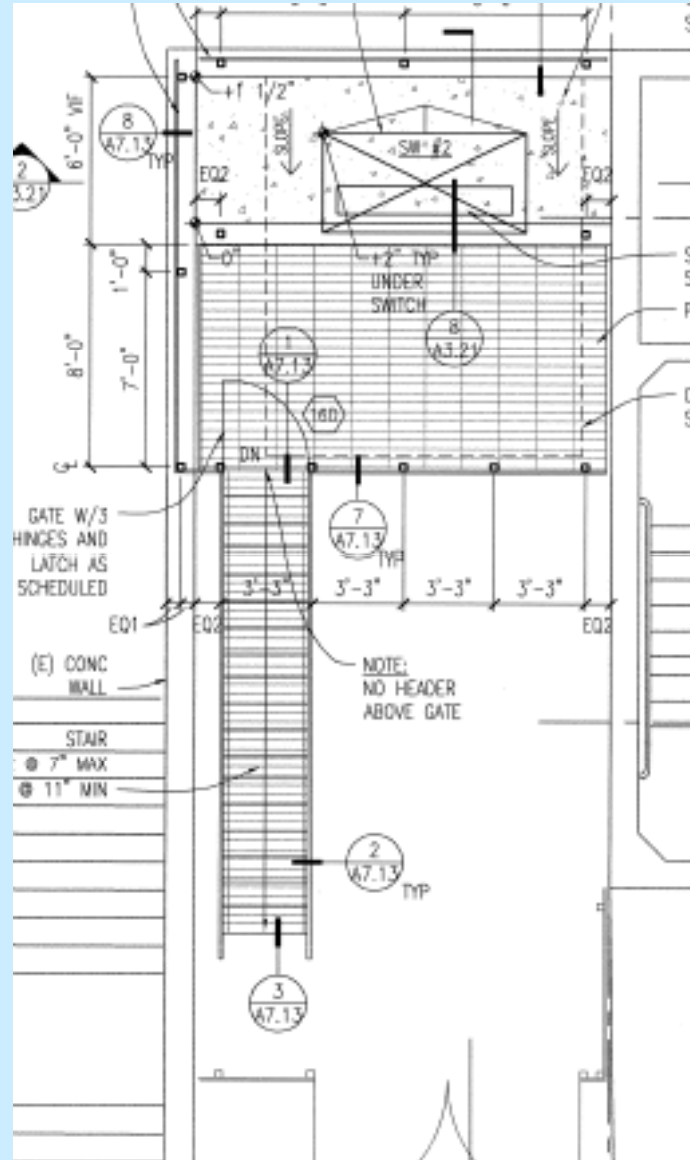 +1 1/2"
8
A7.13
TYP
6'-0" VIF
SLOPE
SW #2
SLOPE
2
3.21
EQ2
EQ2
0"
+2" TYP
UNDER
SWITCH
1'-0"
8'-0"
7'-0"
1
A7.13
8
A3.21
160
DN
GATE W/3
HINGES AND
LATCH AS
SCHEDULED
7
A7.13
TYP
3'-3"
3'-3"
3'-3"
3'-3"
EQ1
EQ2
EQ2
(E) CONC
WALL
NOTE:
NO HEADER
ABOVE GATE
STAIR
@ 7" MAX
@ 11" MIN
2
A7.13
TYP
3
A7.13